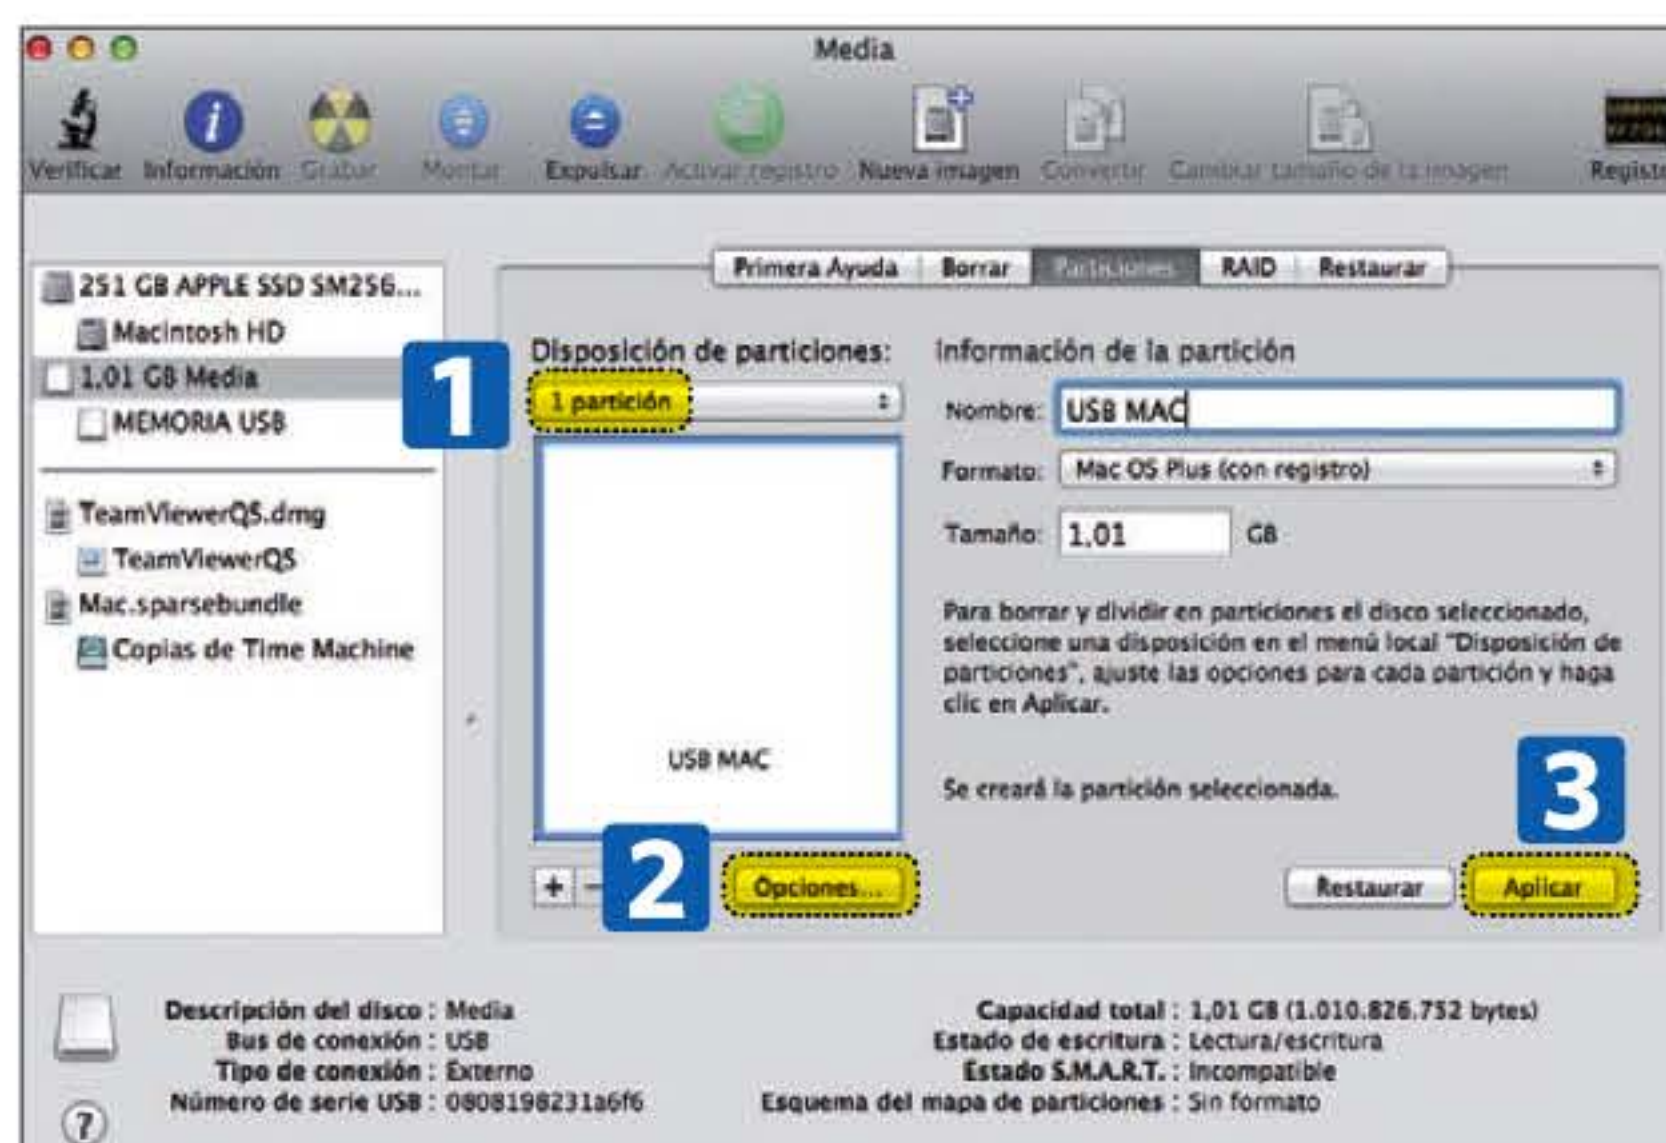 Media
Verificar Información Grabar Montar Expulsar Activar registro Nueva imagen Convertir Cambiar tamaño de la imagen Registr
Primera Ayuda Borrar Particiones RAID Restaurar
251 GB APPLE SSD SM256...
Macintosh HD
1,01 GB Media
MEMORIA USB
TeamViewerQS.dmg
TeamViewerQS
Mac.sparsebundle
Copias de Time Machine
1
Disposición de particiones:
1 partición
USB MAC
+ −
2
Opciones...
Información de la partición
Nombre: USB MAC
Formato: Mac OS Plus (con registro)
Tamaño: 1,01 GB
Para borrar y dividir en particiones el disco seleccionado,
seleccione una disposición en el menú local "Disposición de
particiones", ajuste las opciones para cada partición y haga
clic en Aplicar.
Se creará la partición seleccionada.
3
Restaurar Aplicar
Descripción del disco : Media
Bus de conexión : USB
Tipo de conexión : Externo
Número de serie USB : 0808198231a6f6
Capacidad total : 1,01 GB (1.010.826.752 bytes)
Estado de escritura : Lectura/escritura
Estado S.M.A.R.T. : Incompatible
Esquema del mapa de particiones : Sin formato
?